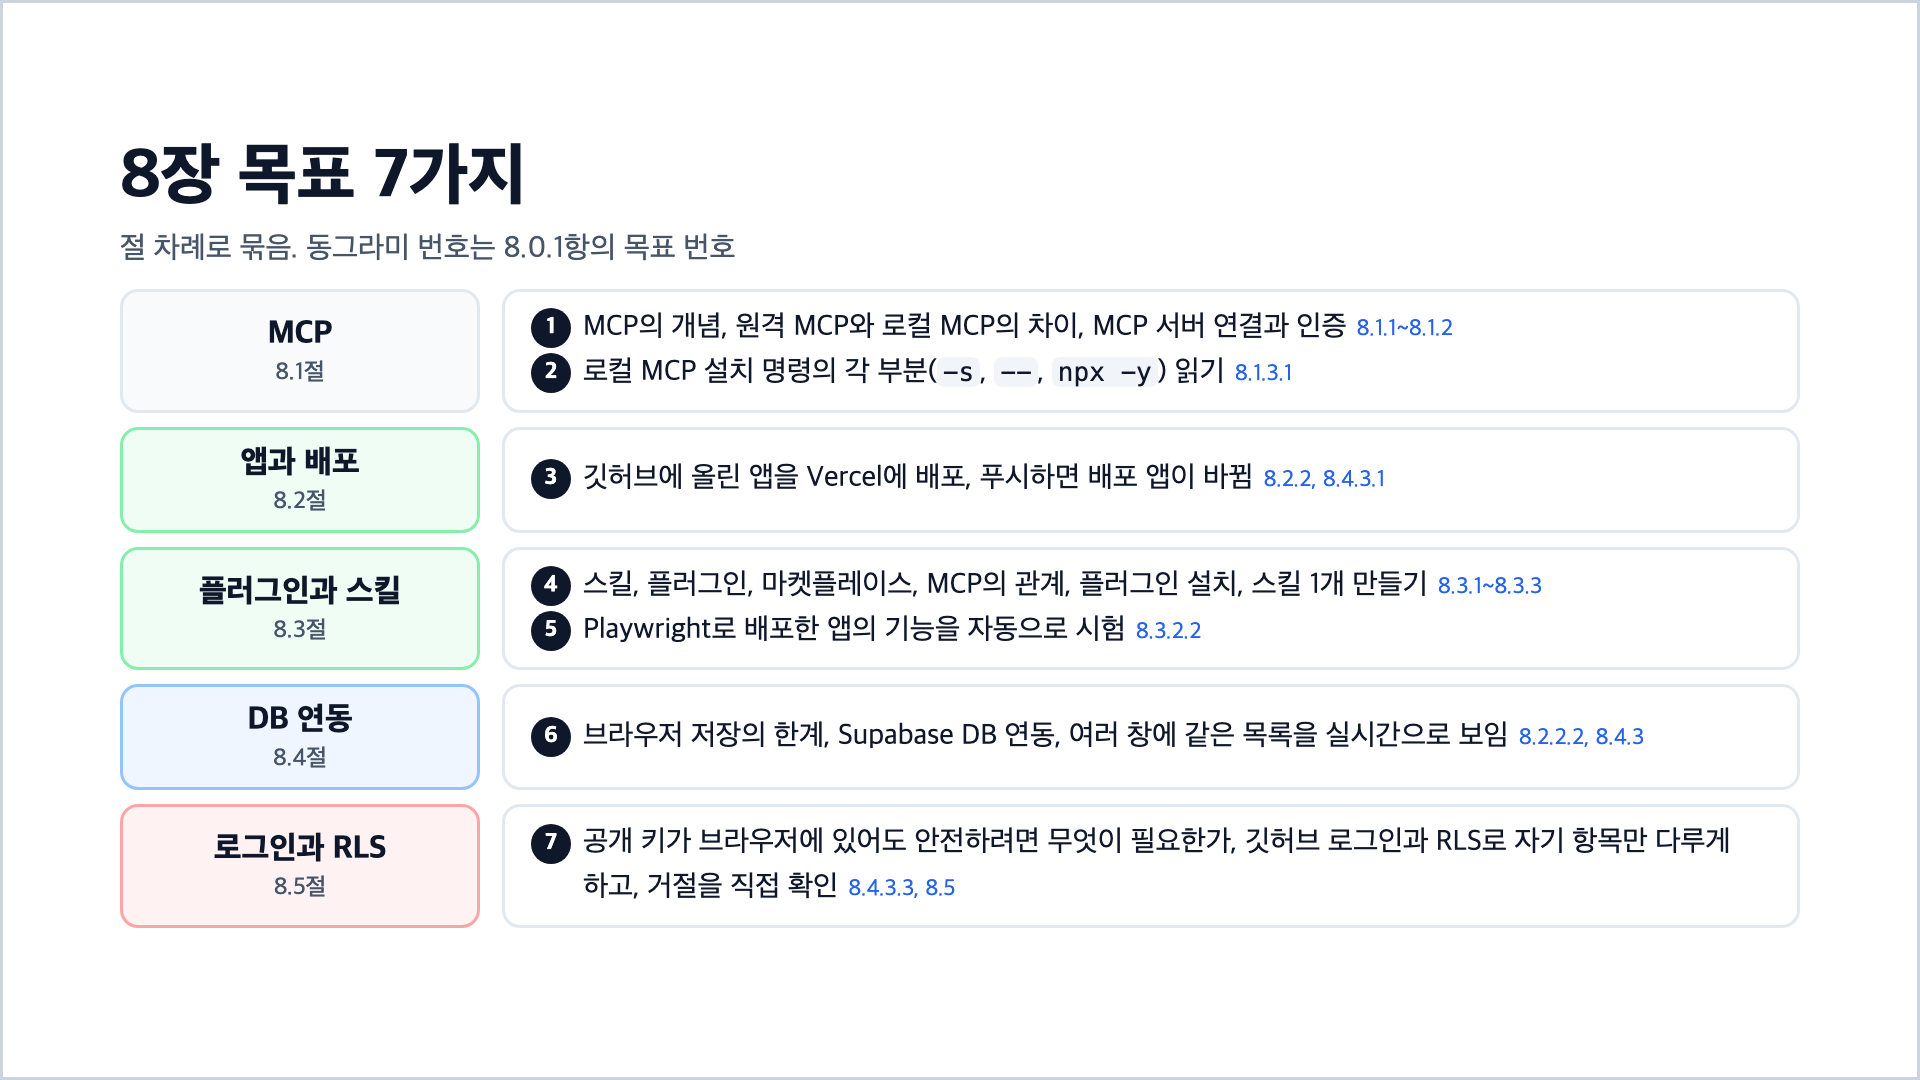 8장 목표 7가지
절 차례로 묶음. 동그라미 번호는 8.0.1항의 목표 번호
MCP
8.1절
1 MCP의 개념, 원격 MCP와 로컬 MCP의 차이, MCP 서버 연결과 인증 8.1.1~8.1.2
2 로컬 MCP 설치 명령의 각 부분(-s, --, npx -y) 읽기 8.1.3.1
앱과 배포
8.2절
3 깃허브에 올린 앱을 Vercel에 배포, 푸시하면 배포 앱이 바뀜 8.2.2, 8.4.3.1
플러그인과 스킬
8.3절
4 스킬, 플러그인, 마켓플레이스, MCP의 관계, 플러그인 설치, 스킬 1개 만들기 8.3.1~8.3.3
5 Playwright로 배포한 앱의 기능을 자동으로 시험 8.3.2.2
DB 연동
8.4절
6 브라우저 저장의 한계, Supabase DB 연동, 여러 창에 같은 목록을 실시간으로 보임 8.2.2.2, 8.4.3
로그인과 RLS
8.5절
7 공개 키가 브라우저에 있어도 안전하려면 무엇이 필요한가, 깃허브 로그인과 RLS로 자기 항목만 다루게
하고, 거절을 직접 확인 8.4.3.3, 8.5